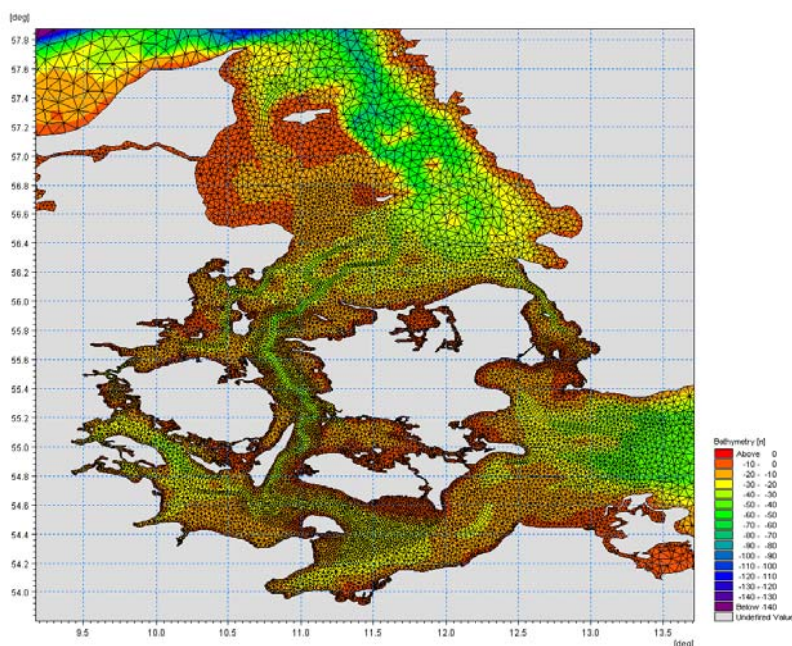 [deg]
57.8
57.6
57.4
57.2
57.0
56.8
56.6
56.4
56.2
56.0
55.8
55.6
55.4
55.2
55.0
54.8
54.6
54.4
54.2
54.0
9.5 10.0 10.5 11.0 11.5 12.0 12.5 13.0 13.5
[deg]
Bathymetry [m]
Above 0
-10 - 0
-20 - -10
-30 - -20
-40 - -30
-50 - -40
-60 - -50
-70 - -60
-80 - -70
-90 - -80
-100 - -90
-110 - -100
-120 - -110
-130 - -120
-140 - -130
Below -140
Undefined Value